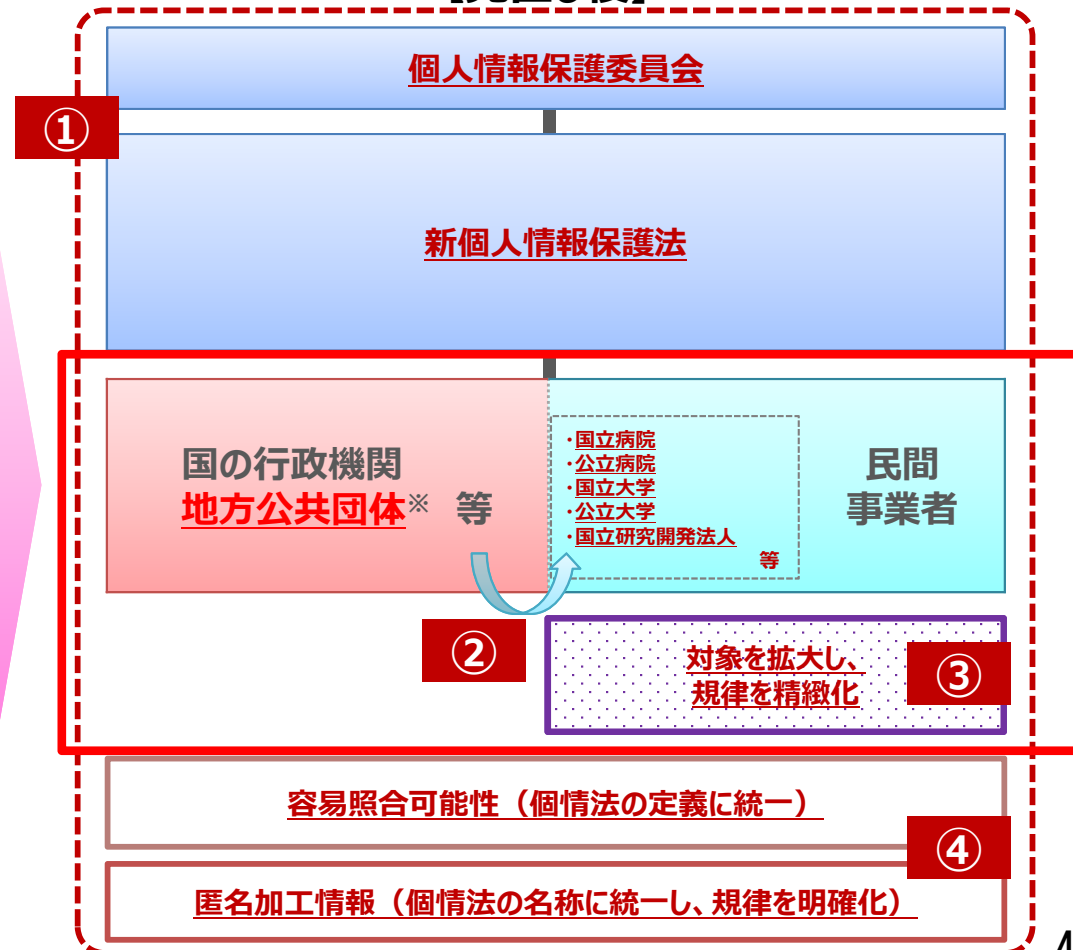 【見直し後】
個人情報保護委員会
①
新個人情報保護法
国の行政機関
地方公共団体※ 等
・国立病院
・公立病院
・国立大学
・公立大学
・国立研究開発法人
等
民間
事業者
②
対象を拡大し、
規律を精緻化
③
容易照合可能性（個情法の定義に統一）
④
匿名加工情報（個情法の名称に統一し、規律を明確化）
4